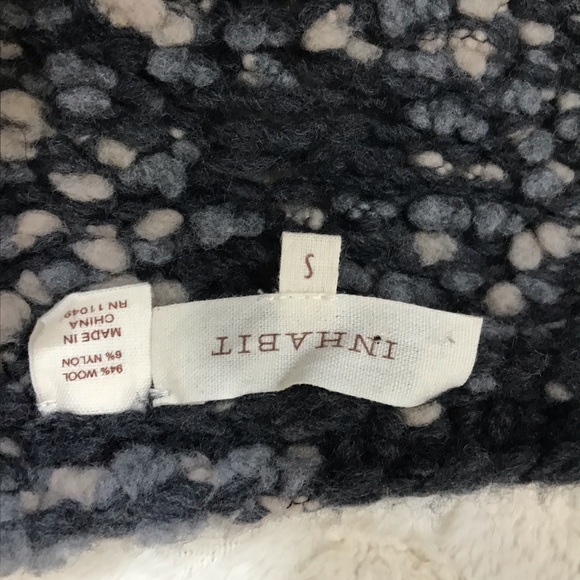 INHABIT
S
94% WOOL
6% NYLON
MADE IN
CHINA
RN 11049